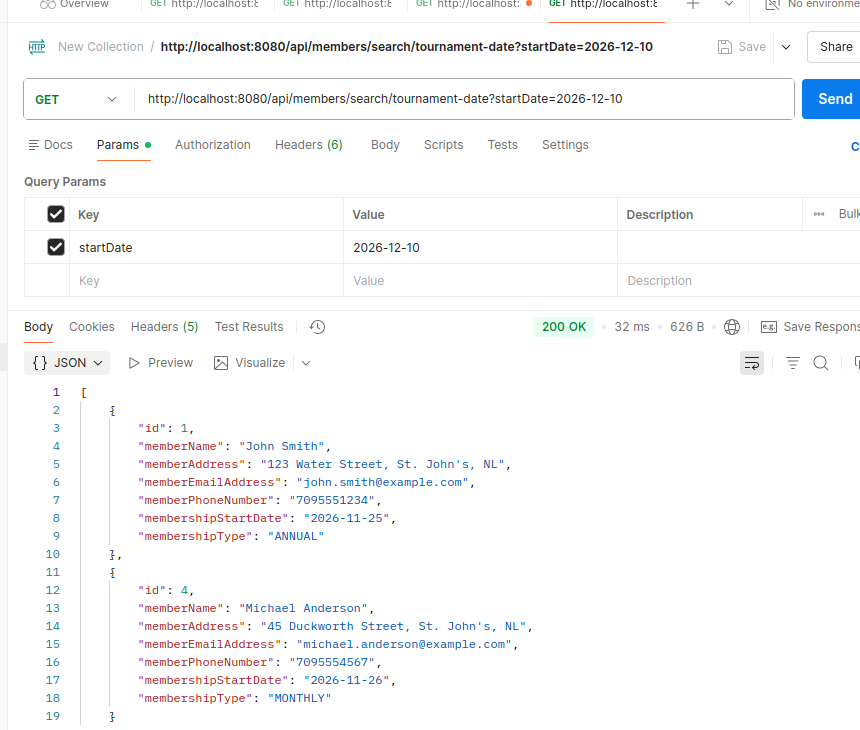 Overview GET http://localhost:8 GET http://localhost:8 GET http://localhost: GET http://localhost:8 No environme
HTTP New Collection / http://localhost:8080/api/members/search/tournament-date?startDate=2026-12-10 Save Share
GET http://localhost:8080/api/members/search/tournament-date?startDate=2026-12-10 Send
Docs Params Authorization Headers (6) Body Scripts Tests Settings C
Query Params
Key Value Description Bulk
startDate 2026-12-10
Key Value Description
Body Cookies Headers (5) Test Results 200 OK 32 ms 626 B e.g. Save Respons
{} JSON Preview Visualize
1 [
2 {
3 "id": 1,
4 "memberName": "John Smith",
5 "memberAddress": "123 Water Street, St. John's, NL",
6 "memberEmailAddress": "john.smith@example.com",
7 "memberPhoneNumber": "7095551234",
8 "membershipStartDate": "2026-11-25",
9 "membershipType": "ANNUAL"
10 },
11 {
12 "id": 4,
13 "memberName": "Michael Anderson",
14 "memberAddress": "45 Duckworth Street, St. John's, NL",
15 "memberEmailAddress": "michael.anderson@example.com",
16 "memberPhoneNumber": "7095554567",
17 "membershipStartDate": "2026-11-26",
18 "membershipType": "MONTHLY"
19 }